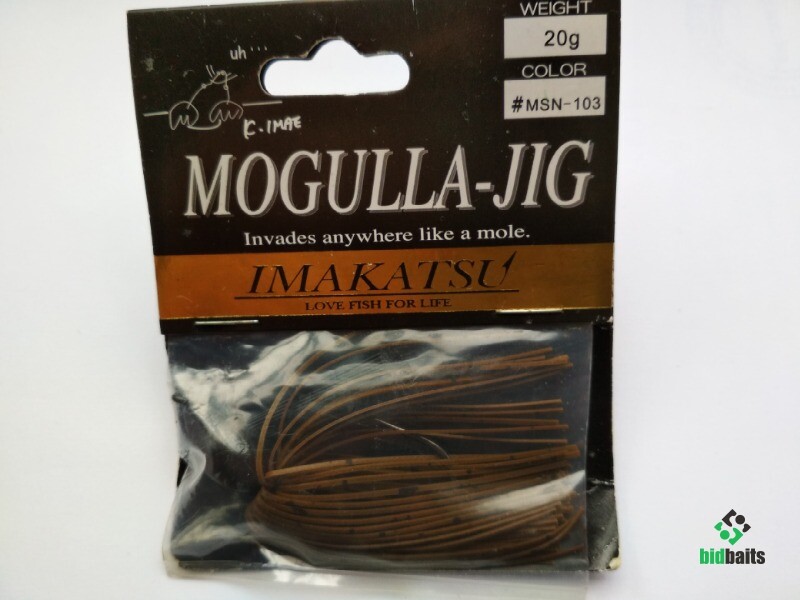 WEIGHT
20g
COLOR
#MSN-103
uh...
K.IMAE
MOGULLA-JIG
Invades anywhere like a mole.
IMAKATSU
LOVE FISH FOR LIFE
bidbaits